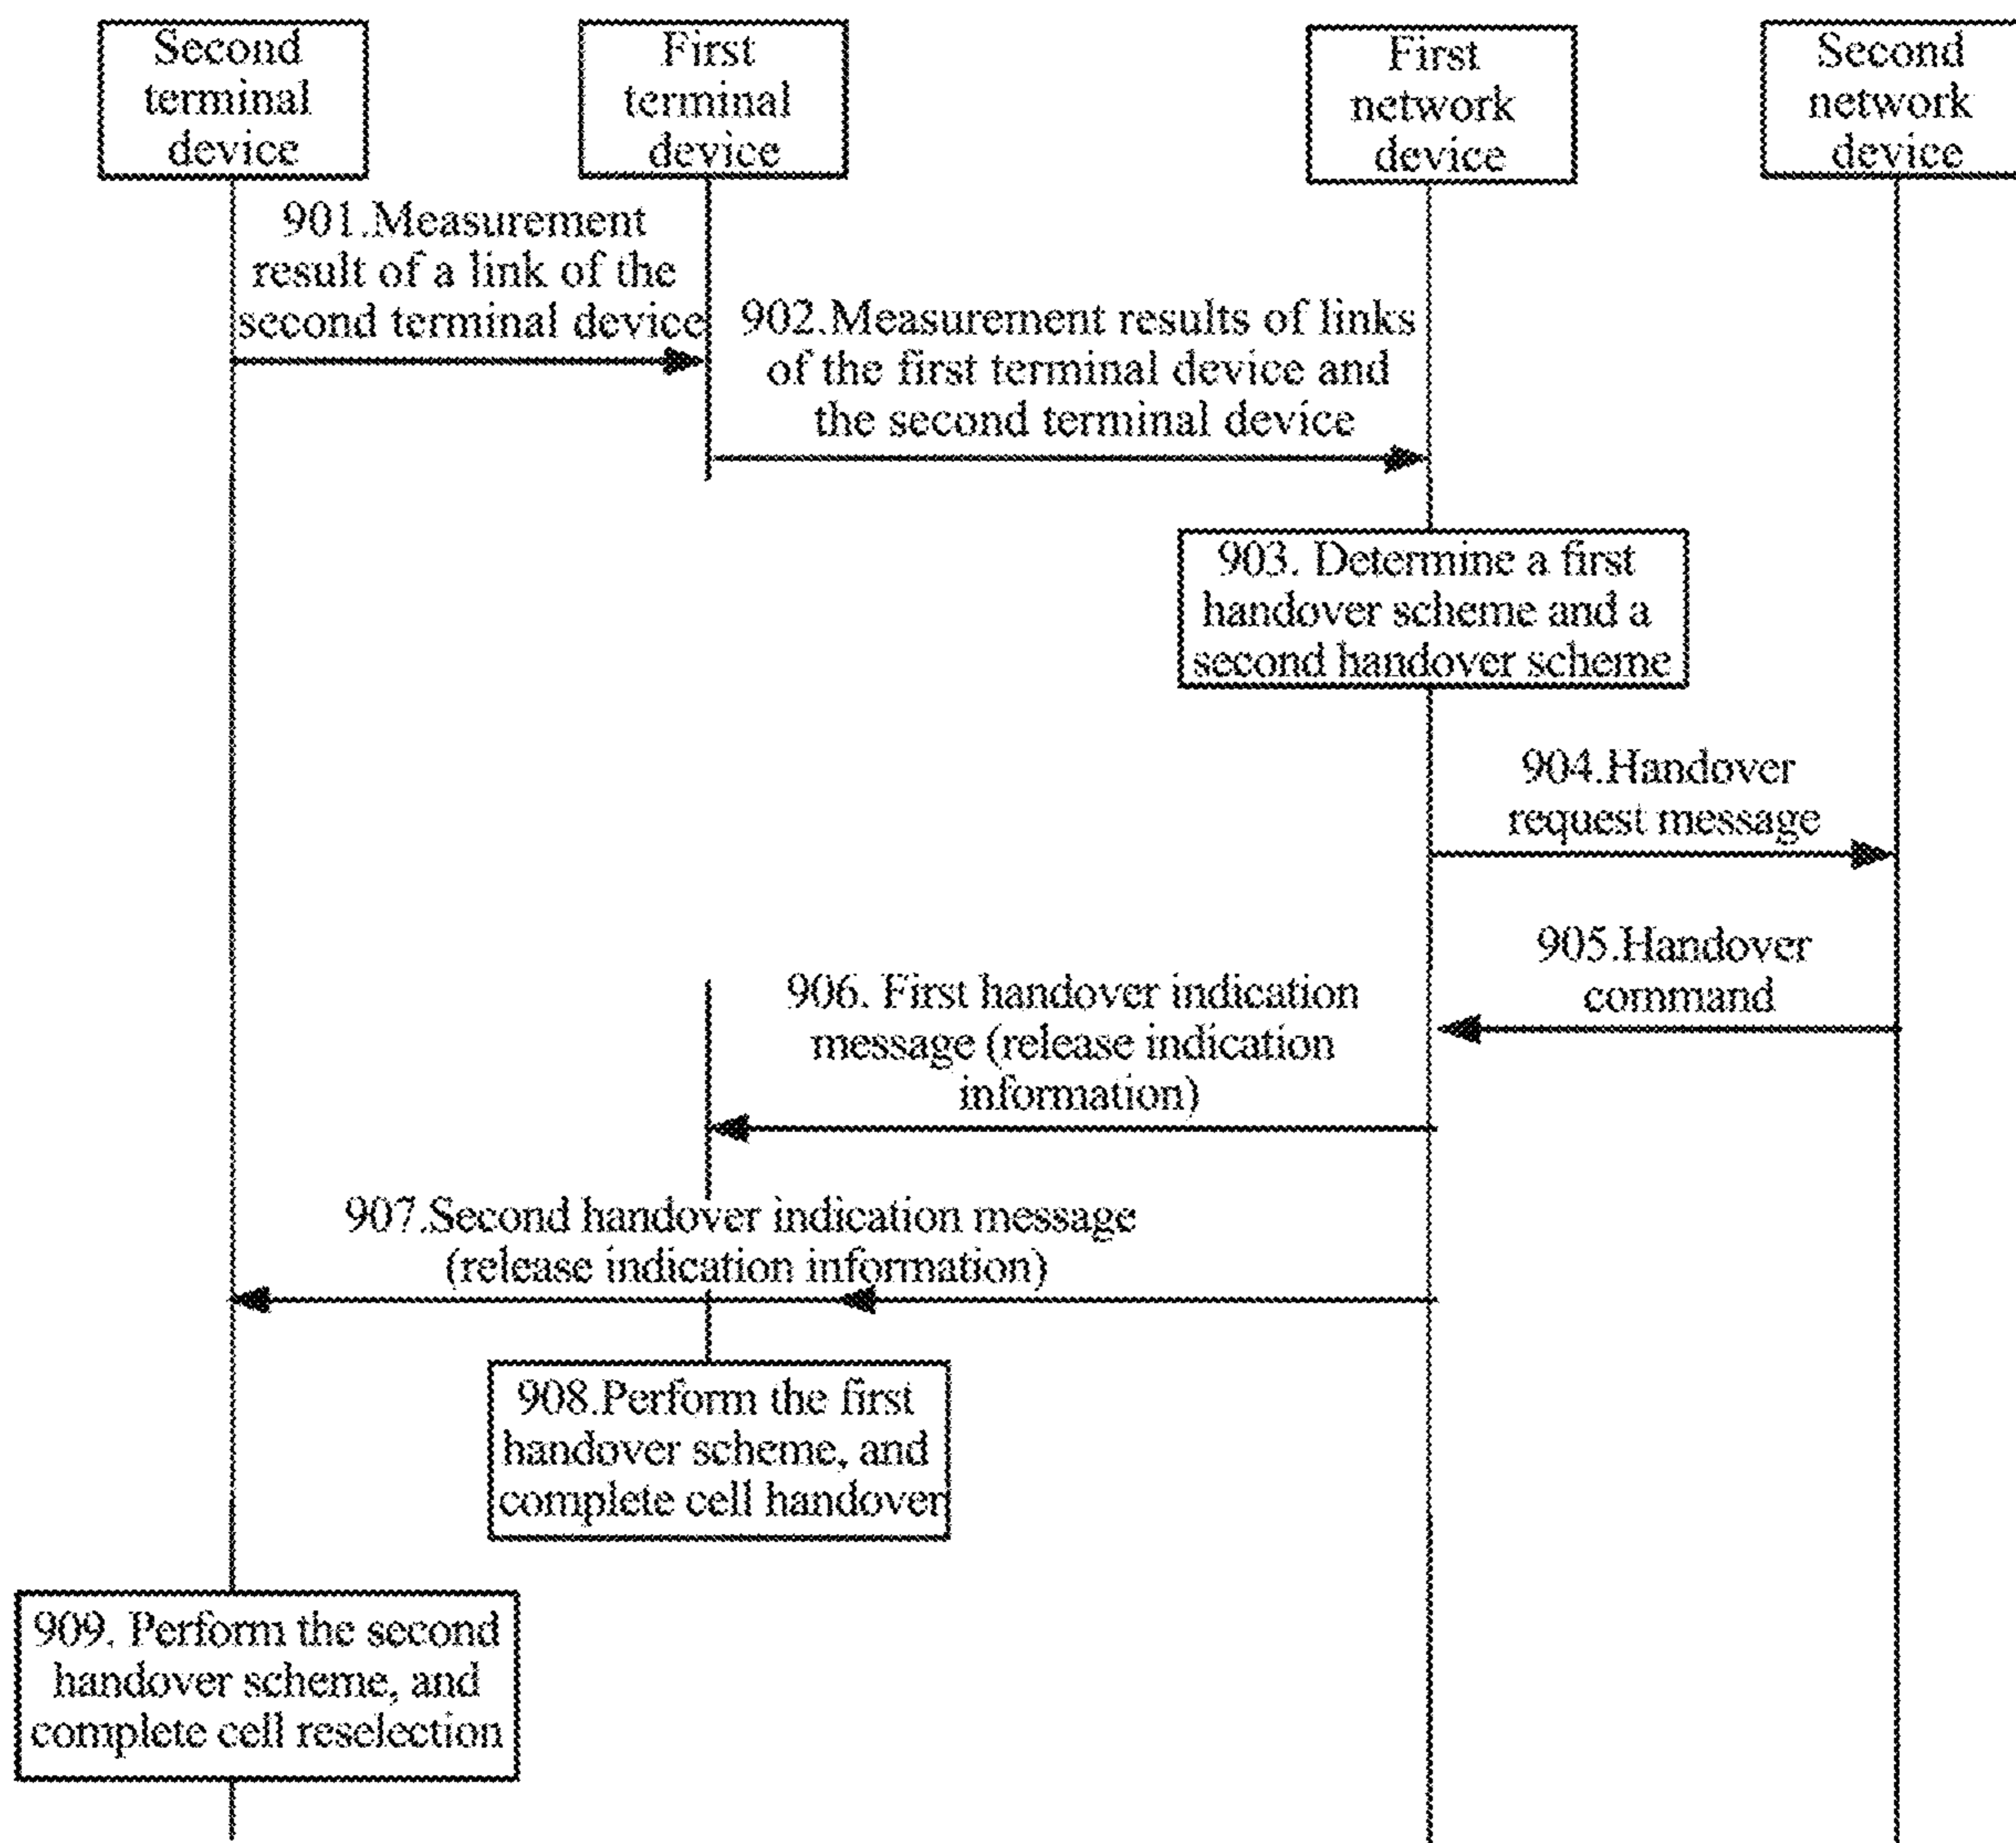 Second
terminal
device
First
terminal
device
First
network
device
Second
network
device
901.Measurement
result of a link of the
second terminal device
902.Measurement results of links
of the first terminal device and
the second terminal device
903. Determine a first
handover scheme and a
second handover scheme
904.Handover
request message
905.Handover
command
906. First handover indication
message (release indication
information)
907.Second handover indication message
(release indication information)
908.Perform the first
handover scheme, and
complete cell handover
909. Perform the second
handover scheme, and
complete cell reselection